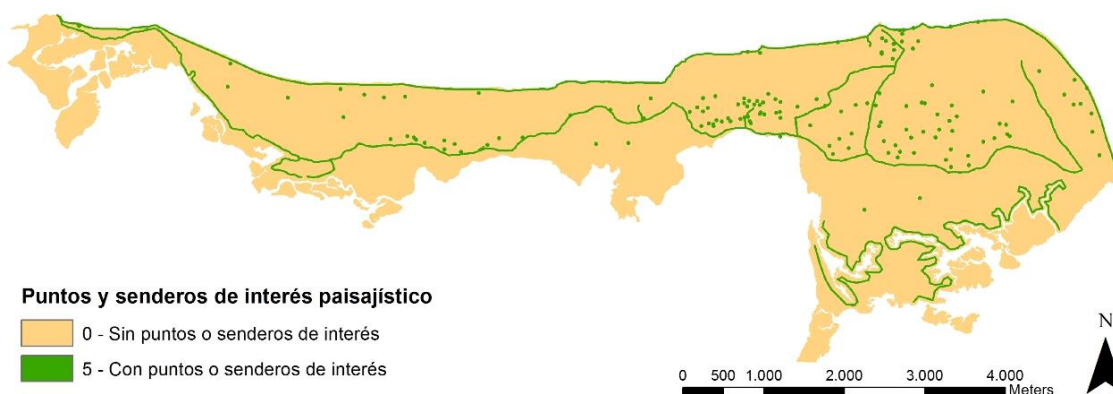 Puntos y senderos de interés paisajístico
0 - Sin puntos o senderos de interés
5 - Con puntos o senderos de interés
N
0 500 1.000 2.000 3.000 4.000
Meters